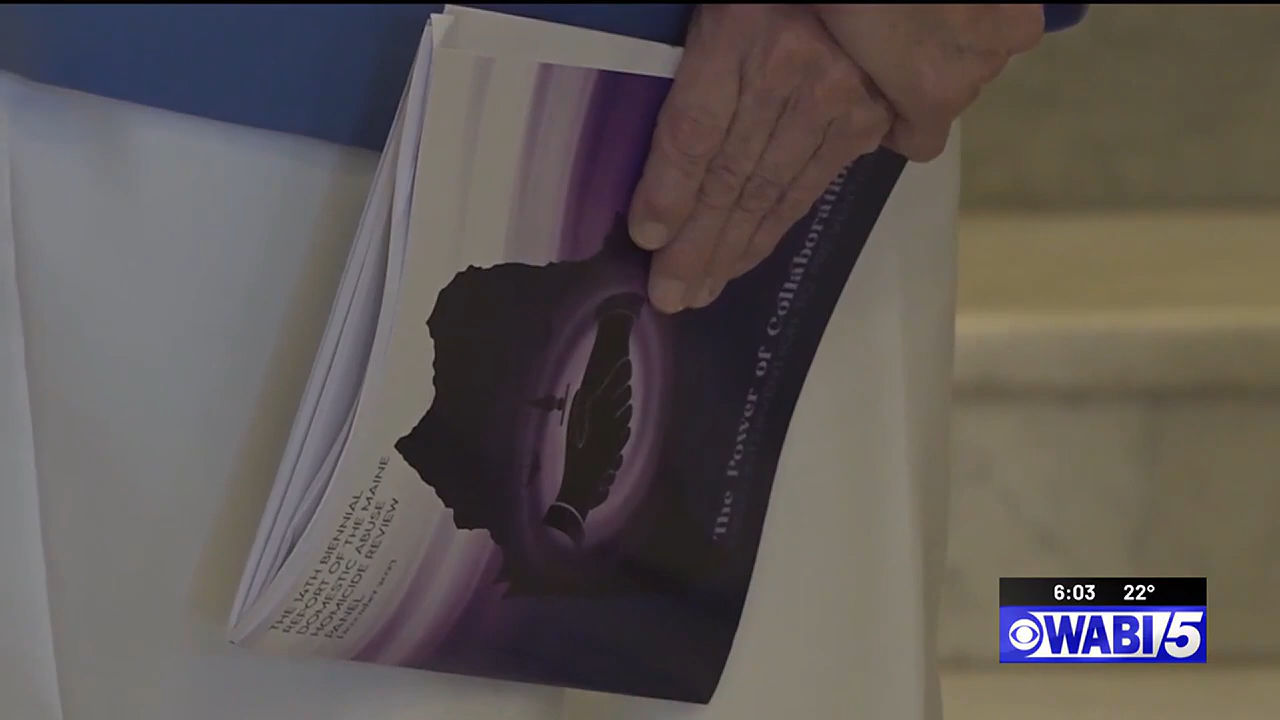 THE 14TH BIENNIAL
REPORT OF THE MAINE
DOMESTIC ABUSE
HOMICIDE REVIEW
PANEL
The Power of Collaboration
6:03 22°
WABI 5